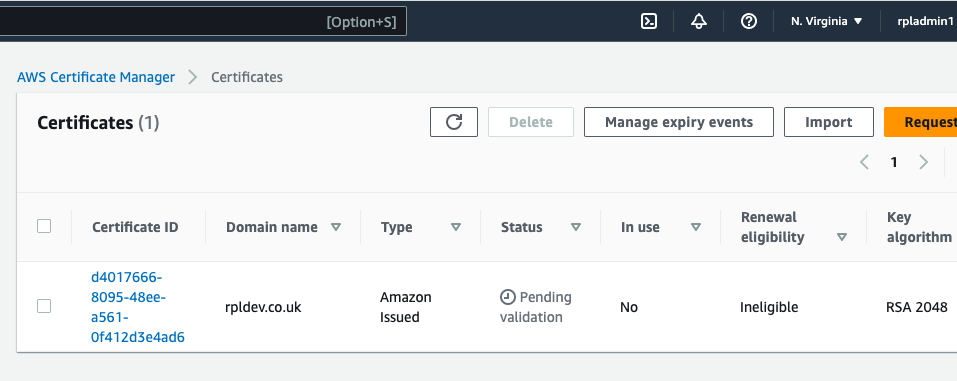 [Option+S]
N. Virginia
rpladmin1
AWS Certificate Manager
Certificates
Certificates (1)
Delete
Manage expiry events
Import
Request
1
Certificate ID
Domain name
Type
Status
In use
Renewal
eligibility
Key
algorithm
d4017666-
8095-48ee-
a561-
0f412d3e4ad6
rpldev.co.uk
Amazon
Issued
Pending
validation
No
Ineligible
RSA 2048